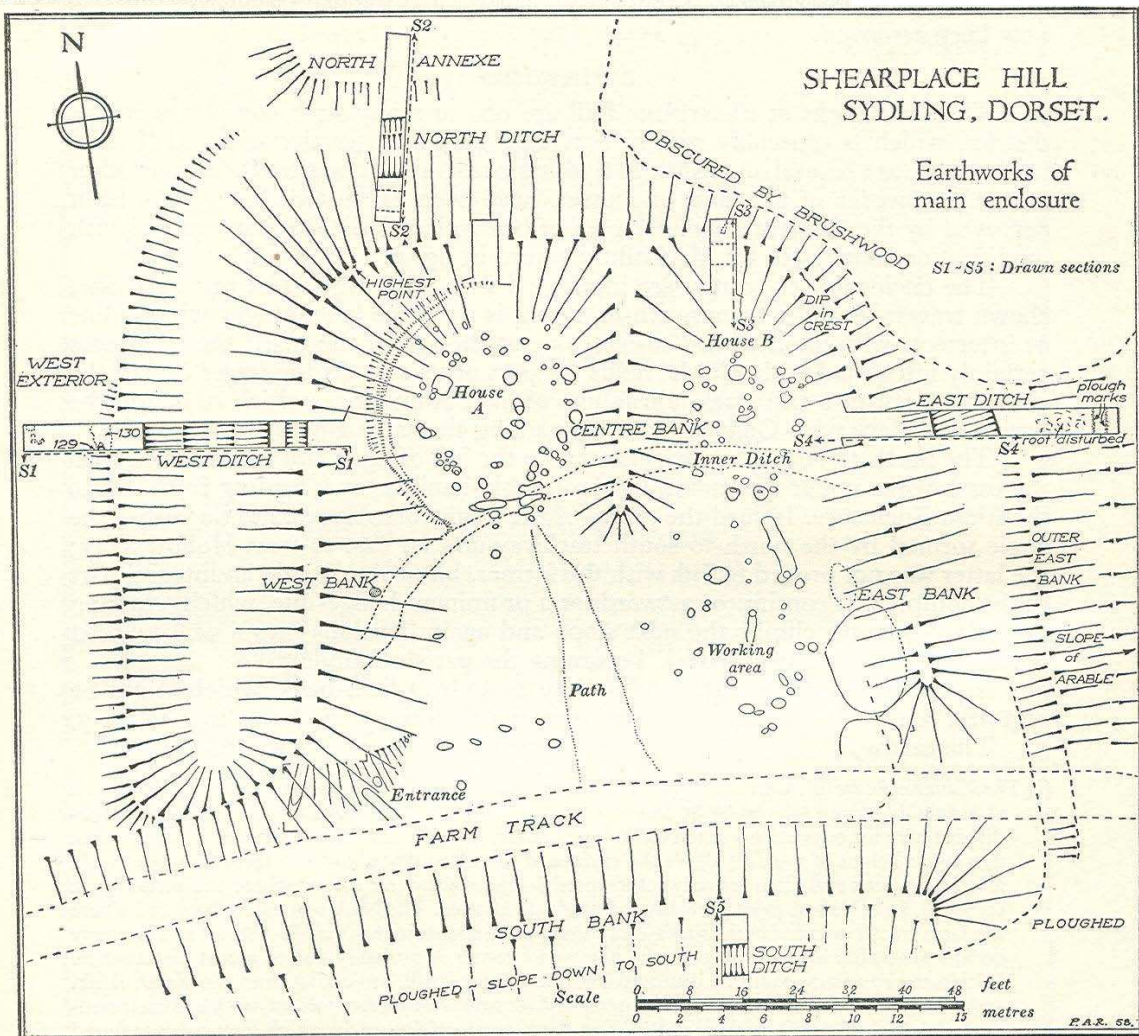 N
S2
NORTH ANNEXE
NORTH DITCH
S2
SHEARPLACE HILL
SYDLING, DORSET.
Earthworks of
main enclosure
S1-S5 : Drawn sections
OBSCURED BY BRUSHWOOD
HIGHEST
POINT
S3
S3
DIP
in
CREST
House B
WEST
EXTERIOR
129
A
130
S1
WEST DITCH
S1
House
A
CENTRE BANK
Inner Ditch
S4
EAST DITCH
plough
marks
root disturbed
S4
WEST BANK
EAST BANK
OUTER
EAST
BANK
SLOPE
of
ARABLE
Working
area
Path
Entrance
FARM TRACK
SOUTH BANK
S5
SOUTH
DITCH
PLOUGHED
PLOUGHED - SLOPE DOWN TO SOUTH
Scale
0 8 16 24 32 40 48 feet
0 2 4 6 8 10 12 15 metres
P.A.R. 58.